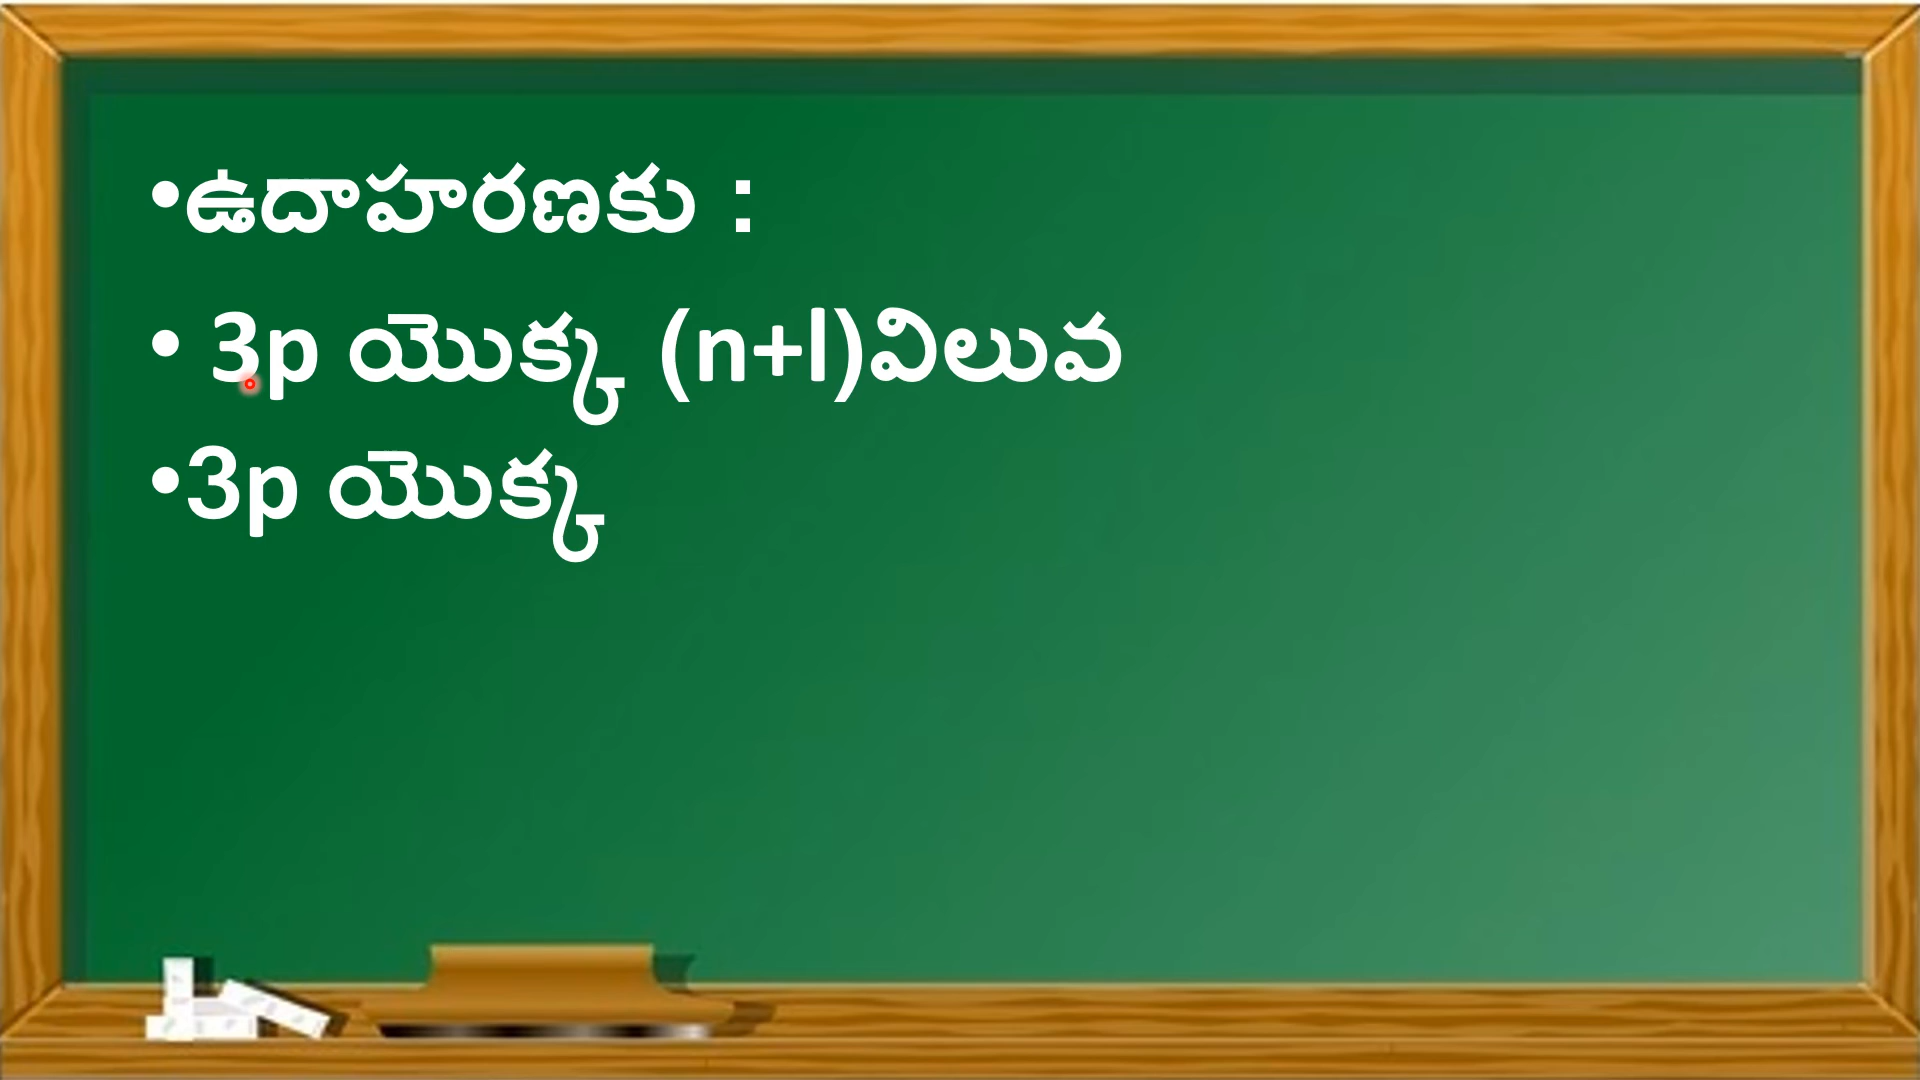 •ఉదాహరణకు :
• 3p యొక్క (n+l)విలువ
•3p యొక్క